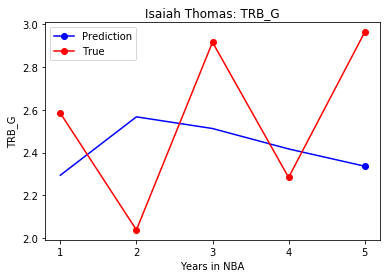 Isaiah Thomas: TRB_G
Prediction
True
3.0
2.8
2.6
2.4
2.2
2.0
TRB_G
1 2 3 4 5
Years in NBA